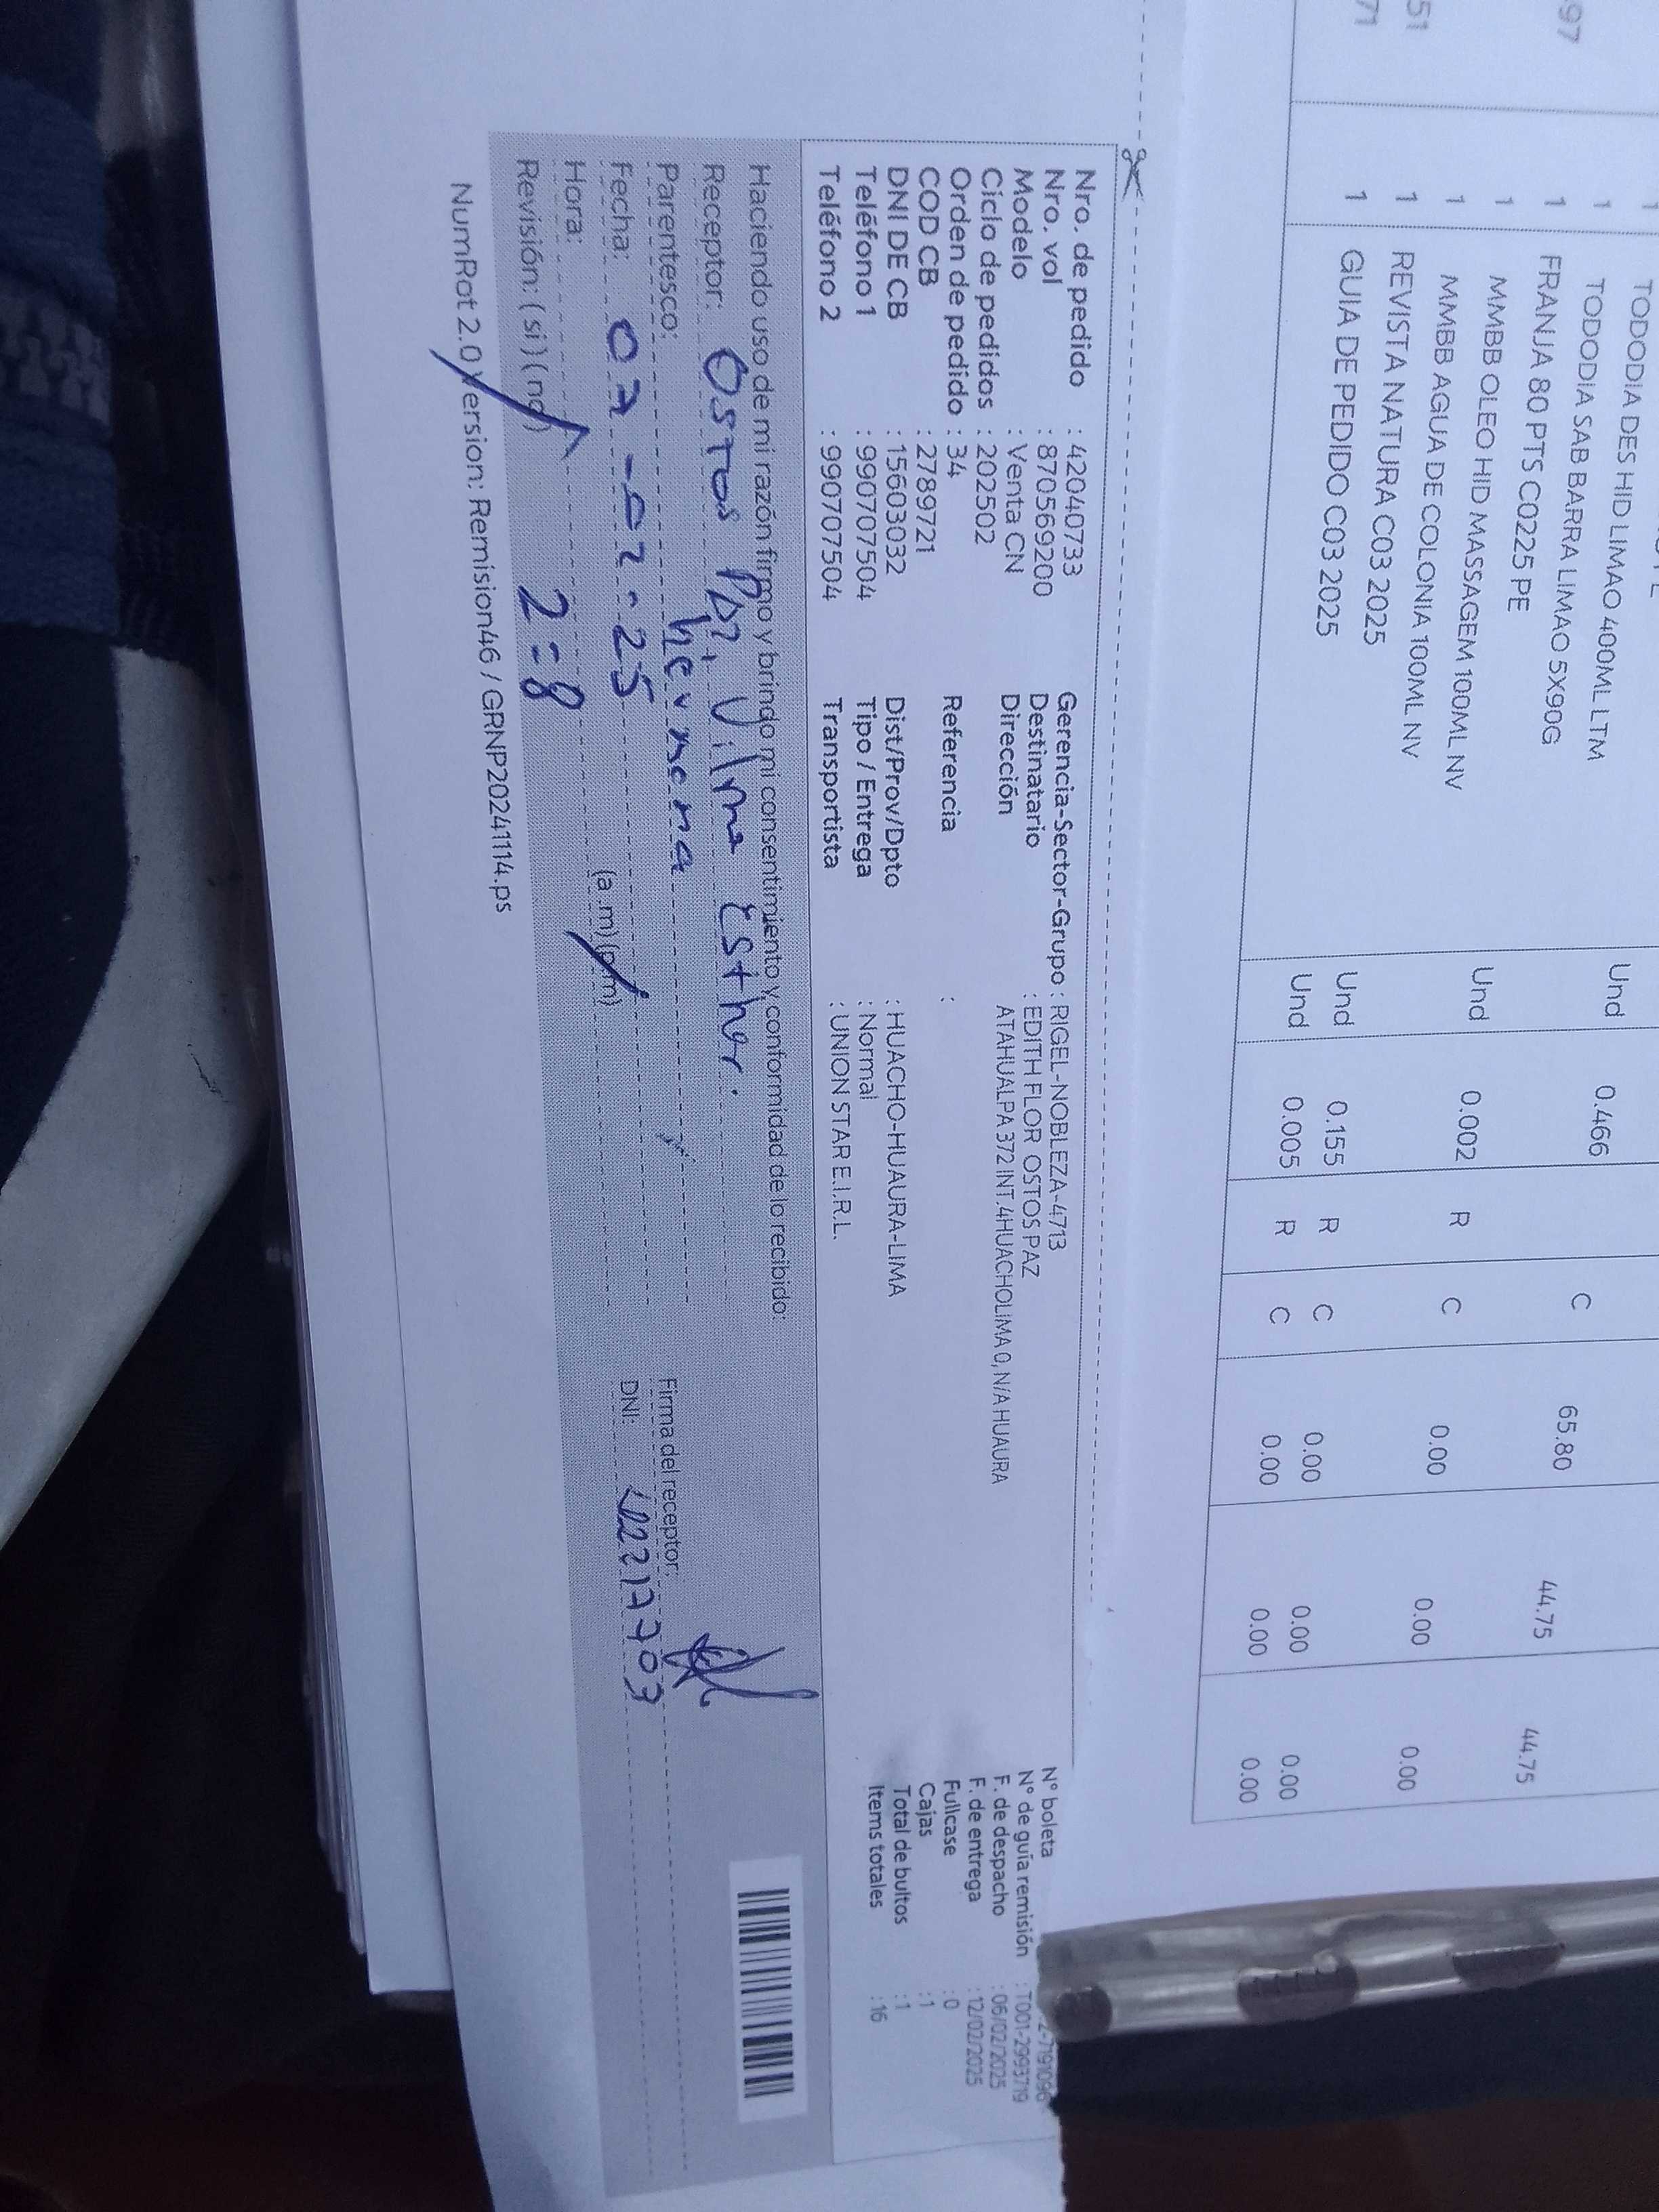 97
51
71
1 TODODIA DES HID LIMAO 400ML LTM
1 TODODIA SAB BARRA LIMAO 5X90G Und 0.466 C 65.80 44.75 44.75
1 FRANJA 80 PTS C0225 PE
1 MMBB OLEO HID MASSAGEM 100ML NV
1 MMBB AGUA DE COLONIA 100ML NV Und 0.002 R C 0.00 0.00 0.00
1 REVISTA NATURA C03 2025 Und 0.155 R C 0.00 0.00 0.00
1 GUIA DE PEDIDO C03 2025 Und 0.005 R C 0.00 0.00 0.00
Nro. de pedido : 42040733
Nro. vol : 870569200
Modelo : Venta CN
Ciclo de pedidos : 202502
Orden de pedido : 34
COD CB : 2789721
DNI DE CB : 15603032
Teléfono 1 : 990707504
Teléfono 2 : 990707504
Gerencia-Sector-Grupo : RIGEL-NOBLEZA-4713
Destinatario : EDITH FLOR OSTOS PAZ
Dirección ATAHUALPA 372 INT.4HUACHOLIMA 0, N/A HUAURA
Referencia :
Dist/Prov/Dpto : HUACHO-HUAURA-LIMA
Tipo / Entrega : Normal
Transportista : UNION STAR E.I.R.L.
N° boleta 2-7191096
N° de guía remisión : T001-2993719
F. de despacho : 06/02/2025
F. de entrega : 12/02/2025
Fullcase : 0
Cajas : 1
Total de bultos : 1
Items totales : 16
Haciendo uso de mi razón firmo y brindo mi consentimiento y conformidad de lo recibido:
Receptor: Ostos Vilma Esther.
Parentesco: hermana
Fecha: 07-02-25
Hora: 2=8 (a.m) (p.m)
Revisión: ( si ) ( no )
Firma del receptor:
DNI: 42217703
NumRot 2.0 Version: Remision46 / GRNP20241114.ps